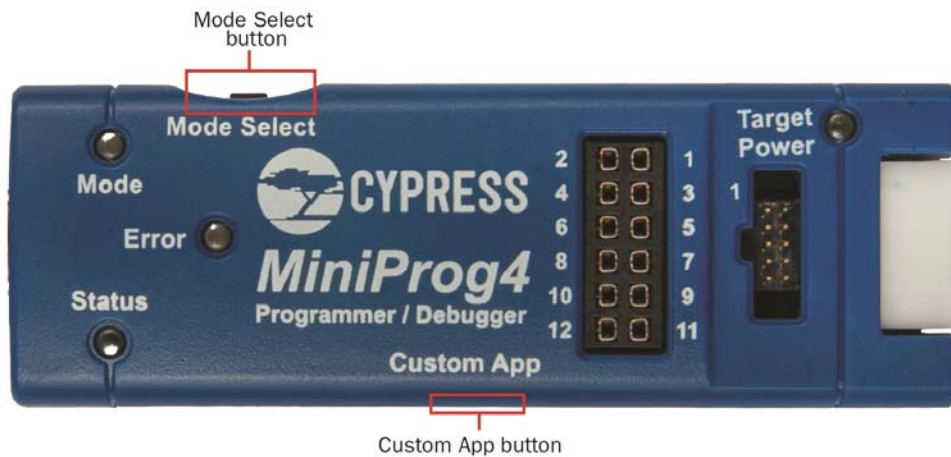 Mode Select
button
Mode Select
Mode
Error
Status
CYPRESS
MiniProg4
Programmer / Debugger
Custom App
2 1
4 3
6 5
8 7
10 9
12 11
Target
Power
1
Custom App button